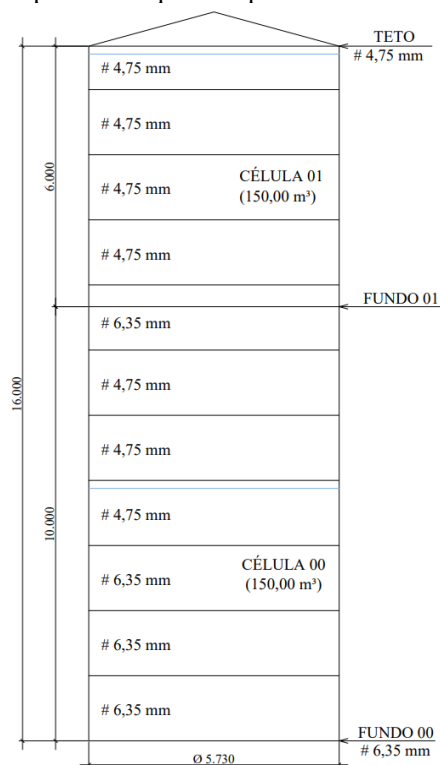 TETO
# 4,75 mm
# 4,75 mm
# 4,75 mm
CÉLULA 01
(150,00 m³)
# 4,75 mm
6.000
# 4,75 mm
FUNDO 01
# 6,35 mm
16.000
# 4,75 mm
# 4,75 mm
# 4,75 mm
10.000
CÉLULA 00
(150,00 m³)
# 6,35 mm
# 6,35 mm
# 6,35 mm
FUNDO 00
# 6,35 mm
Ø 5.730